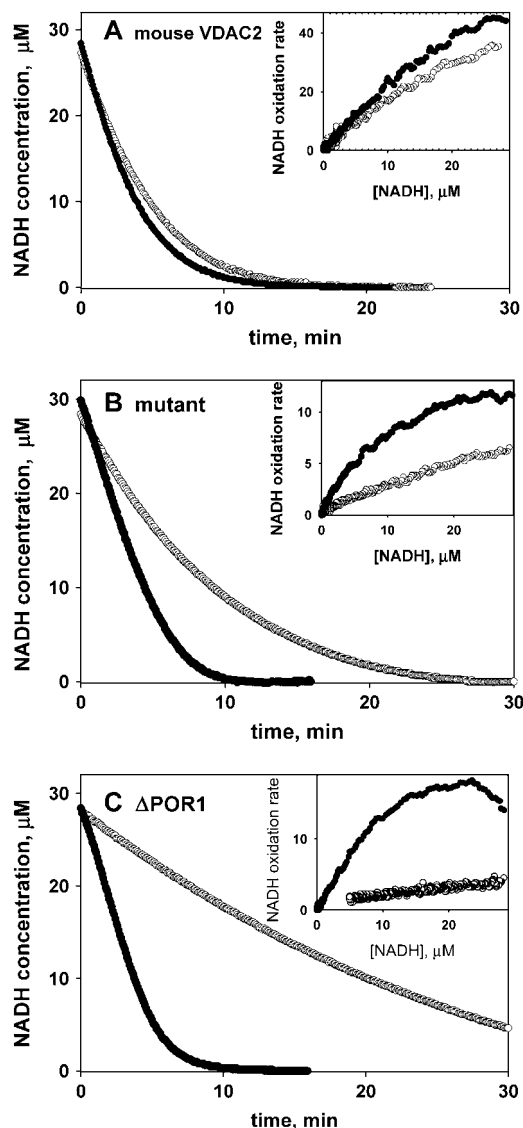 A mouse VDAC2
NADH concentration, µM
30
20
10
0
0 10 20 30
time, min
NADH oxidation rate
40
20
0
0 10 20
[NADH], µM
B mutant
NADH concentration, µM
30
20
10
0
0 10 20 30
time, min
NADH oxidation rate
10
5
0
0 10 20
[NADH], µM
C ΔPOR1
NADH concentration, µM
30
20
10
0
0 10 20 30
time, min
NADH oxidation rate
10
0
0 10 20
[NADH], µM